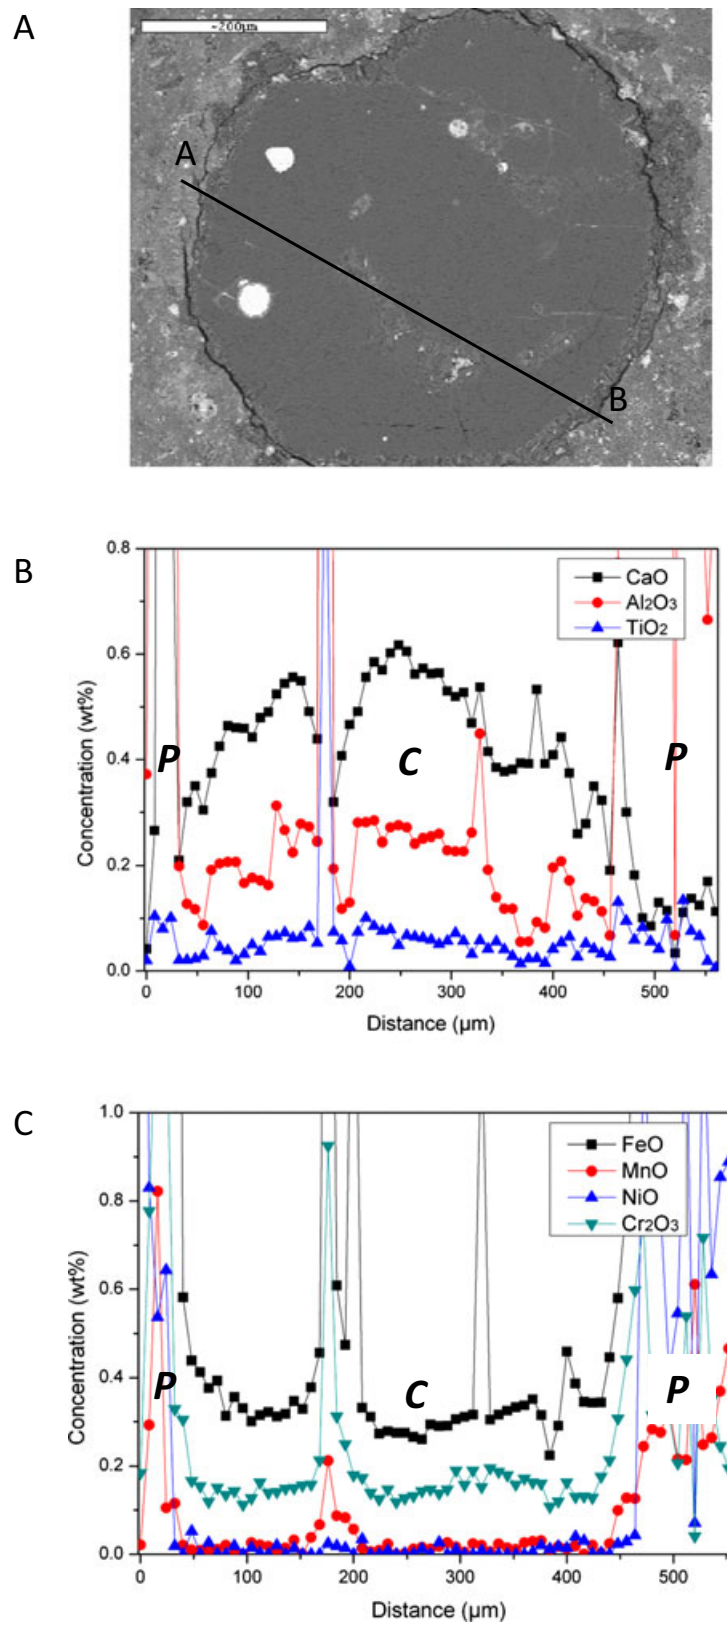 A
~200µm
A
B
B
0.8
0.6
0.4
0.2
0.0
Concentration (wt%)
CaO
Al2O3
TiO2
P
C
P
0
100
200
300
400
500
Distance (µm)
C
1.0
0.8
0.6
0.4
0.2
0.0
Concentration (wt%)
FeO
MnO
NiO
Cr2O3
P
C
P
0
100
200
300
400
500
Distance (µm)